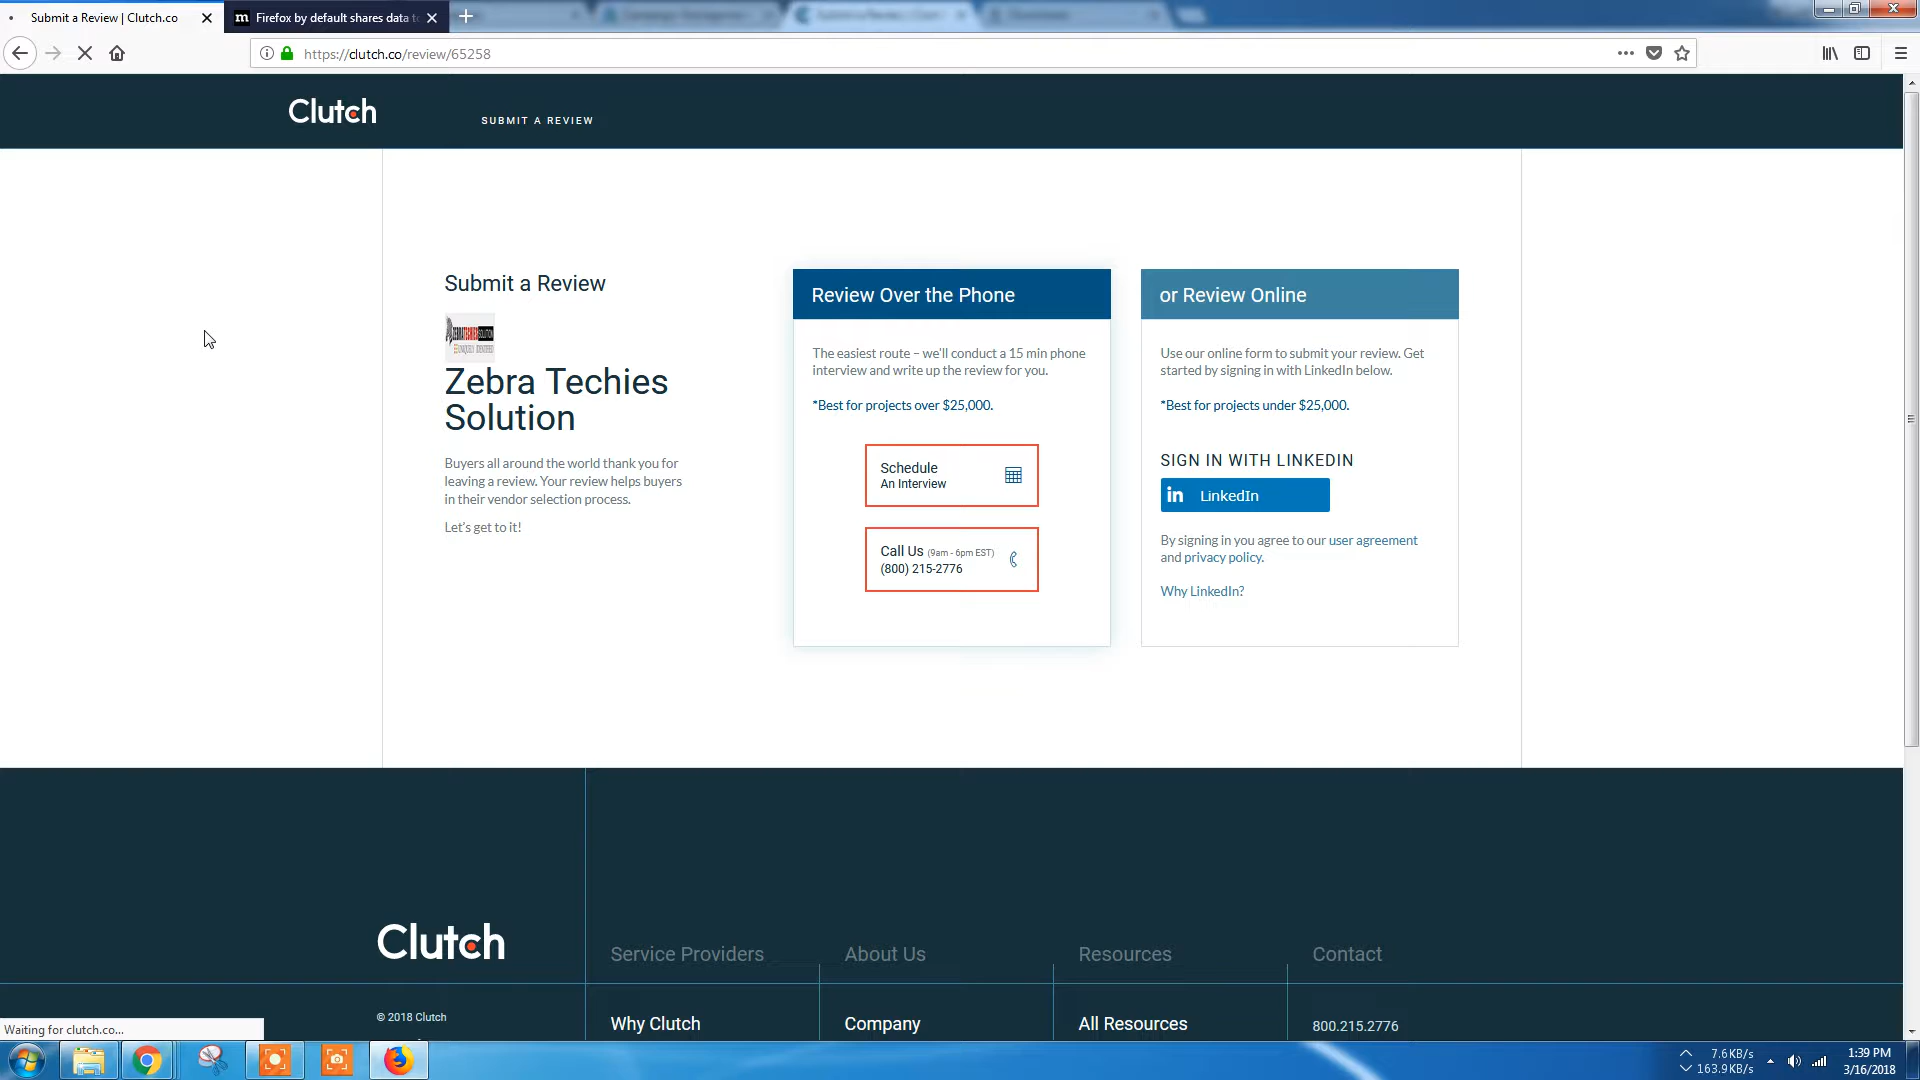 Submit a Review | Clutch.co
m Firefox by default shares data to
https://clutch.co/review/65258
Clutch
SUBMIT A REVIEW
Submit a Review
ZEBRATECHIESSOLUTION
Zebra Techies
Solution
Buyers all around the world thank you for
leaving a review. Your review helps buyers
in their vendor selection process.
Let's get to it!
Review Over the Phone
The easiest route – we'll conduct a 15 min phone
interview and write up the review for you.
*Best for projects over $25,000.
Schedule
An Interview
Call Us (9am - 6pm EST)
(800) 215-2776
or Review Online
Use our online form to submit your review. Get
started by signing in with LinkedIn below.
*Best for projects under $25,000.
SIGN IN WITH LINKEDIN
in LinkedIn
By signing in you agree to our user agreement
and privacy policy.
Why LinkedIn?
Clutch
© 2018 Clutch
Service Providers
Why Clutch
About Us
Company
Resources
All Resources
Contact
800.215.2776
Waiting for clutch.co...
7.6KB/s
163.9KB/s
1:39 PM
3/16/2018